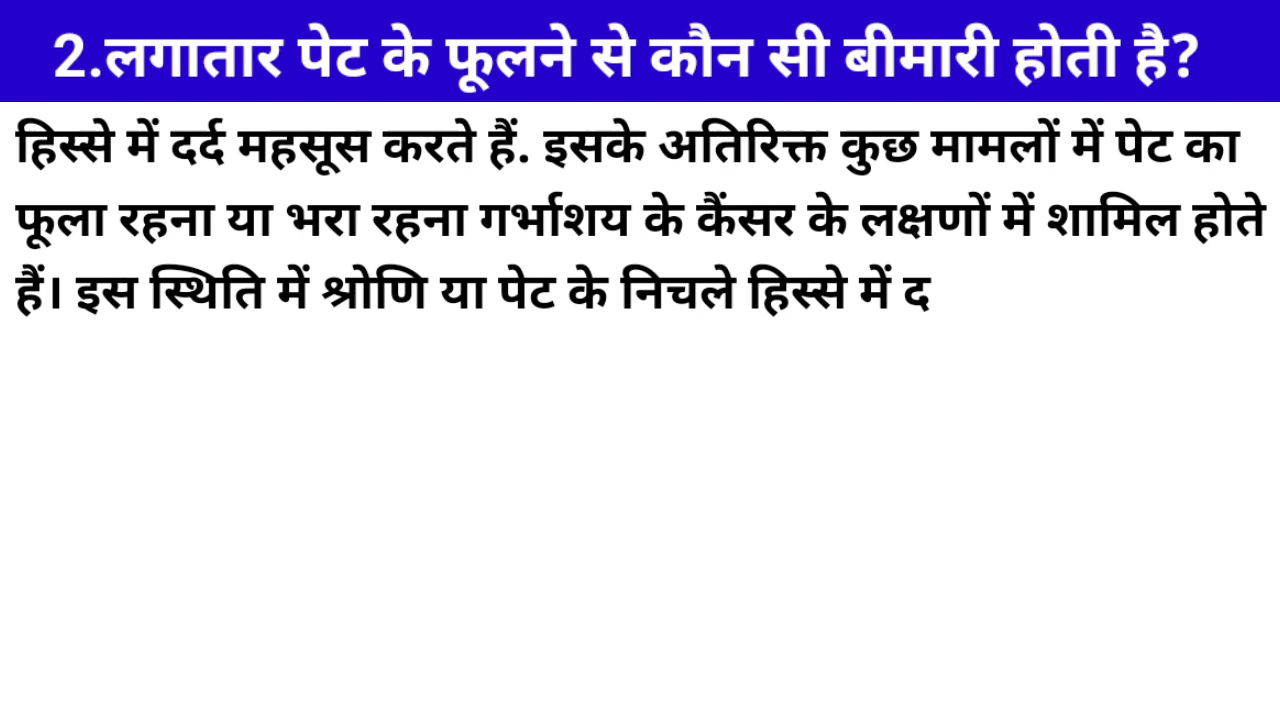 2.लगातार पेट के फूलने से कौन सी बीमारी होती है?
हिस्से में दर्द महसूस करते हैं. इसके अतिरिक्त कुछ मामलों में पेट का
फूला रहना या भरा रहना गर्भाशय के कैंसर के लक्षणों में शामिल होते
हैं। इस स्थिति में श्रोणि या पेट के निचले हिस्से में द